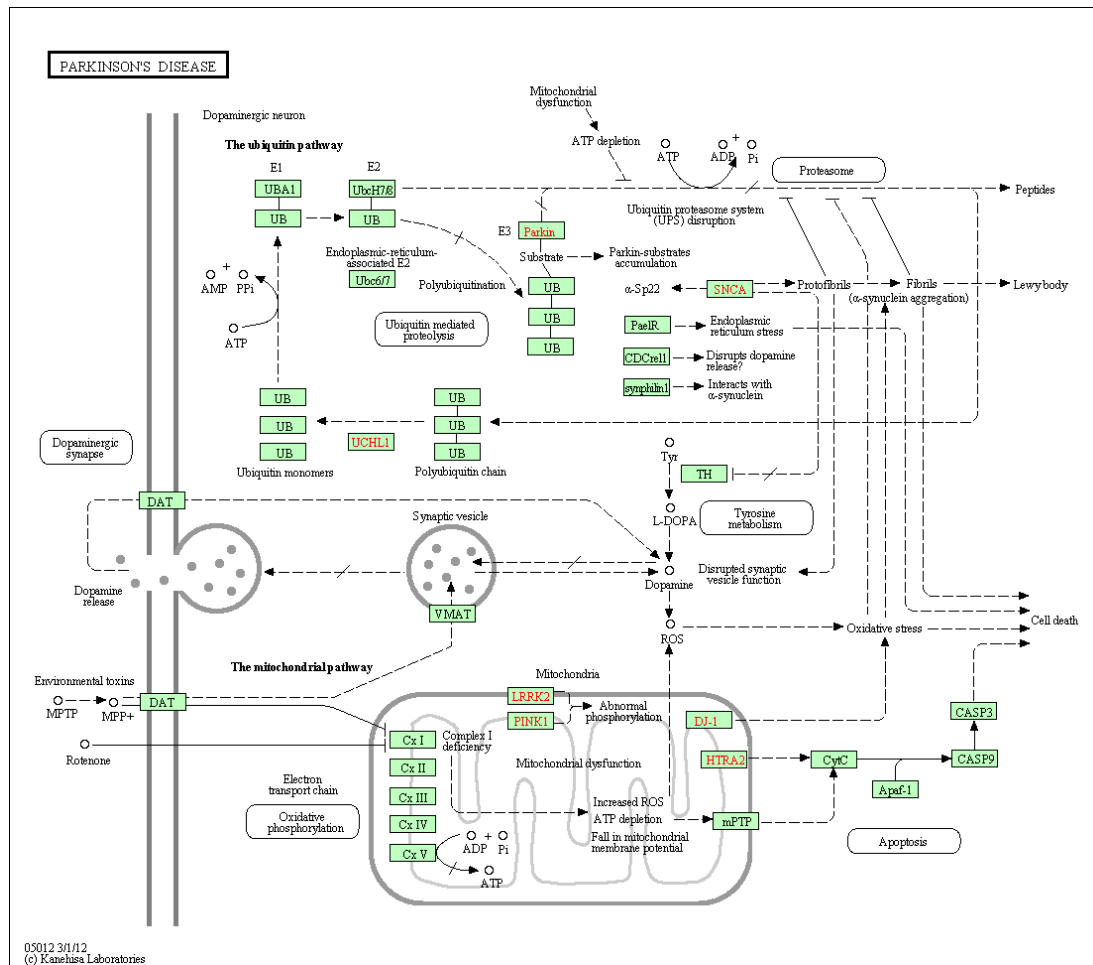 PARKINSON'S DISEASE
Mitochondrial
dysfunction
Dopaminergic neuron
ATP depletion
+
ATP
ADP
Pi
The ubiquitin pathway
E1
E2
Proteasome
UBA1
UbcH7/8
Peptides
UB
UB
Ubiquitin proteasome system
(UPS) disruption
E3
Parkin
Endoplasmic-reticulum-
associated E2
Substrate
Parkin-substrates
accumulation
+
AMP
PPi
Ubc6/7
Polyubiquitination
UB
α-Sp22
SNCA
Protofibrils
Fibrils
(α-synuclein aggregation)
Lewy body
UB
ATP
Ubiquitin mediated
proteolysis
PaelR
Endoplasmic
reticulum stress
UB
CDCrel1
Disrupts dopamine
release?
synphilin1
Interacts with
α-synuclein
UB
UB
UB
UB
UCHL1
UB
UB
Ubiquitin monomers
Polyubiquitin chain
Dopaminergic
synapse
Tyr
TH
DAT
Synaptic vesicle
L-DOPA
Tyrosine
metabolism
Dopamine
release
Dopamine
Disrupted synaptic
vesicle function
VMAT
ROS
Oxidative stress
Cell death
The mitochondrial pathway
Environmental toxins
Mitochondria
MPTP
MPP+
DAT
LRRK2
Abnormal
phosphorylation
PINK1
DJ-1
CASP3
Rotenone
Cx I
Complex I
deficiency
Mitochondrial dysfunction
HTRA2
CytC
CASP9
Cx II
Electron
transport chain
Apaf-1
Cx III
Increased ROS
ATP depletion
Fall in mitochondrial
membrane potential
Oxidative
phosphorylation
Cx IV
mPTP
+
ADP
Pi
Cx V
ATP
Apoptosis
05012 3/1/12
(c) Kanehisa Laboratories